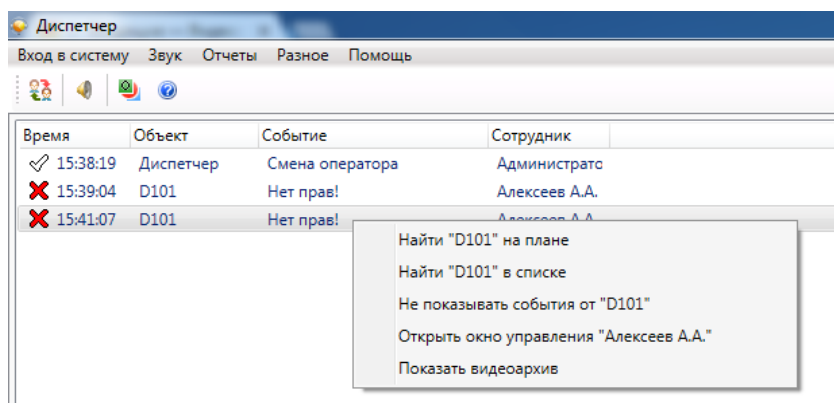 Диспетчер
Вход в систему Звук Отчеты Разное Помощь
Время Объект Событие Сотрудник
15:38:19 Диспетчер Смена оператора Администратс
15:39:04 D101 Нет прав! Алексеев А.А.
15:41:07 D101 Нет прав! Алексеев А.А.
Найти "D101" на плане
Найти "D101" в списке
Не показывать события от "D101"
Открыть окно управления "Алексеев А.А."
Показать видеоархив